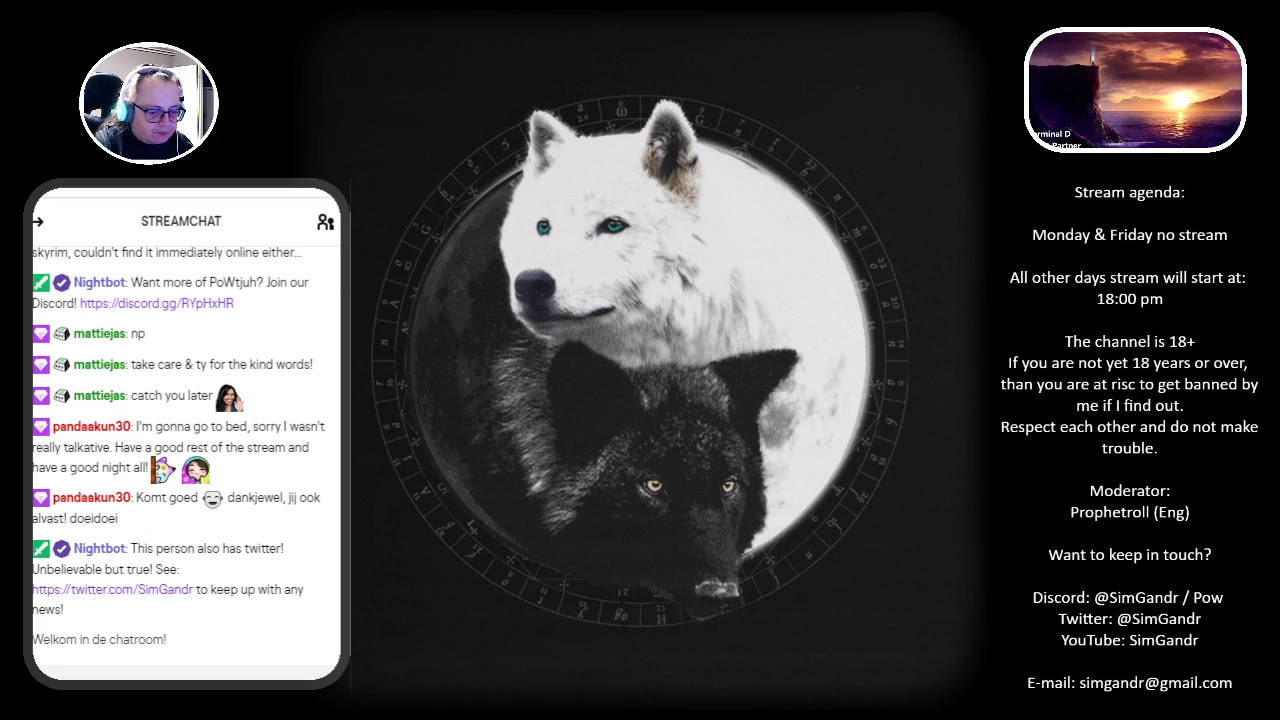 STREAMCHAT
skyrim, couldn't find it immediately online either...
Nightbot: Want more of PoWtjuh? Join our
Discord! https://discord.gg/RYpHxHR
mattiejas: np
mattiejas: take care & ty for the kind words!
mattiejas: catch you later
pandaakun30: I'm gonna go to bed, sorry I wasn't
really talkative. Have a good rest of the stream and
have a good night all!
pandaakun30: Komt goed dankjewel, jij ook
alvast! doeidoei
Nightbot: This person also has twitter!
Unbelievable but true! See:
https://twitter.com/SimGandr to keep up with any
news!
Welkom in de chatroom!
rminal D
Partner
Stream agenda:
Monday & Friday no stream
All other days stream will start at:
18:00 pm
The channel is 18+
If you are not yet 18 years or over,
than you are at risc to get banned by
me if I find out.
Respect each other and do not make
trouble.
Moderator:
Prophetroll (Eng)
Want to keep in touch?
Discord: @SimGandr / Pow
Twitter: @SimGandr
YouTube: SimGandr
E-mail: simgandr@gmail.com